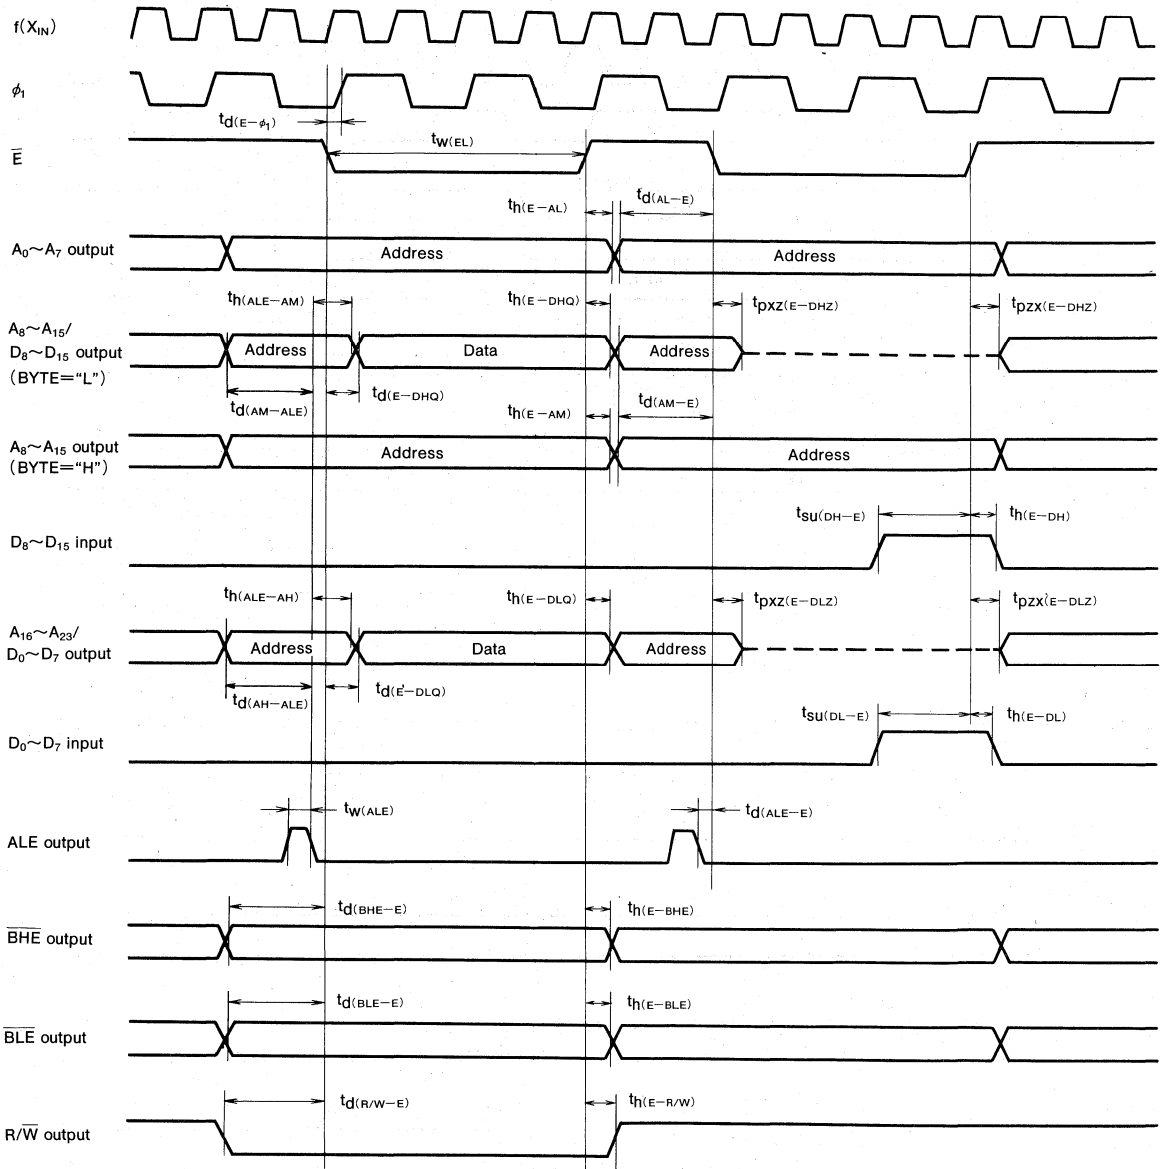 f(XIN)
ϕ1
td(E−ϕ1)
tw(EL)
E
th(E−AL) td(AL−E)
A0~A7 output Address Address
th(ALE−AM) th(E−DHQ) tpxz(E−DHZ) tpzx(E−DHZ)
A8~A15/
D8~D15 output Address Data Address
(BYTE="L")
td(AM−ALE) td(E−DHQ) th(E−AM) td(AM−E)
A8~A15 output Address Address
(BYTE="H")
tsu(DH−E) th(E−DH)
D8~D15 input
th(ALE−AH) th(E−DLQ) tpxz(E−DLZ) tpzx(E−DLZ)
A16~A23/
D0~D7 output Address Data Address
td(AH−ALE) td(E−DLQ)
tsu(DL−E) th(E−DL)
D0~D7 input
tw(ALE) td(ALE−E)
ALE output
td(BHE−E) th(E−BHE)
BHE output
td(BLE−E) th(E−BLE)
BLE output
td(R/W−E) th(E−R/W)
R/W output